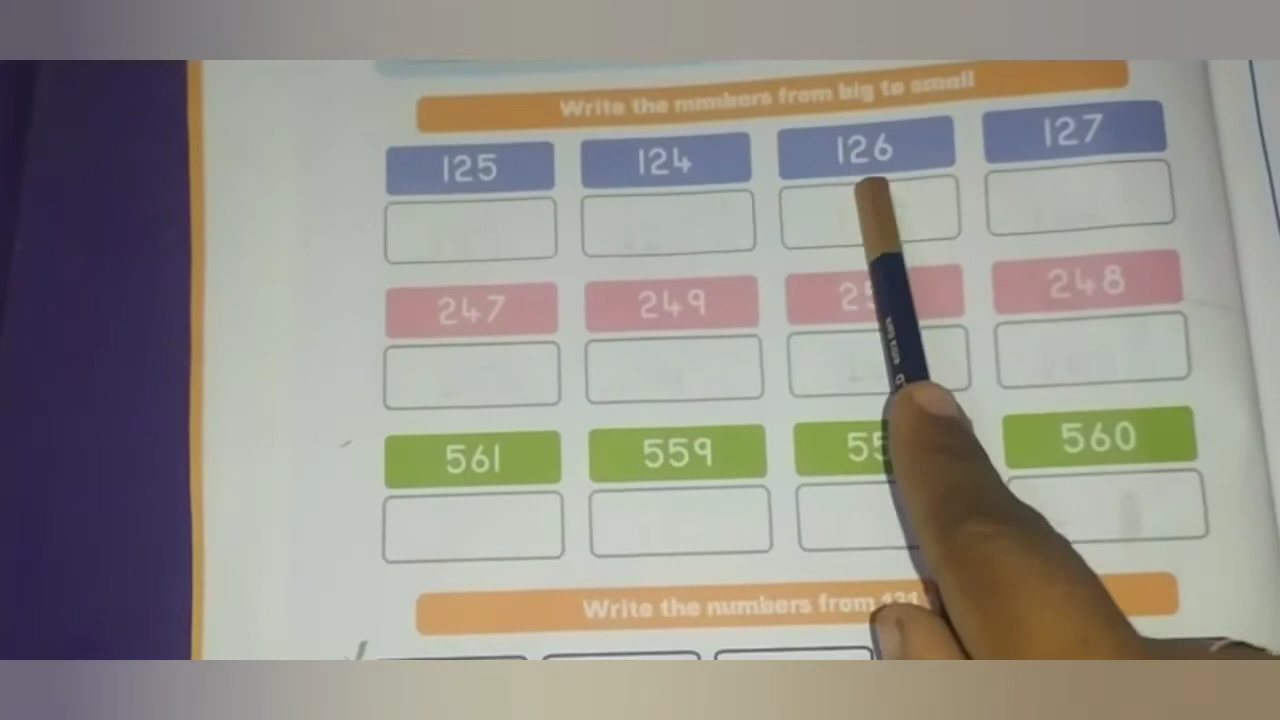 Write the numbers from big to small
125 124 126 127
247 249 248
561 559 560
Write the numbers from 131